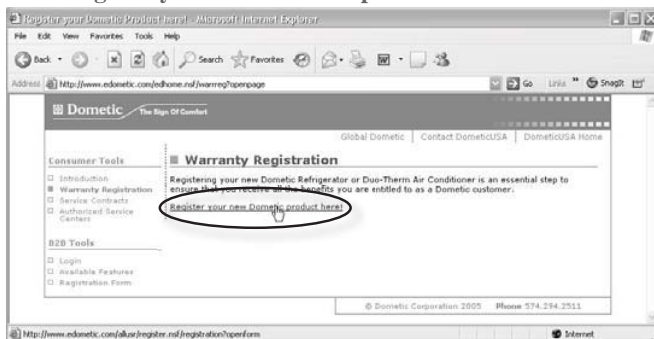 Register your Dometic Product here! - Microsoft Internet Explorer
File Edit View Favorites Tools Help
Back Search Favorites
Address http://www.edometic.com/edhome.nsf/warrreg?openpage Go Links » SnagIt
Dometic The Sign Of Comfort
Global Dometic Contact DometicUSA DometicUSA Home
Consumer Tools
Introduction
Warranty Registration
Service Contracts
Authorized Service
Centers
B2B Tools
Login
Available Features
Registration Form
Warranty Registration
Registering your new Dometic Refrigerator or Duo-Therm Air Conditioner is an essential step to
ensure that you receive all the benefits you are entitled to as a Dometic customer.
Register your new Dometic product here!
© Dometic Corporation 2005 Phone 574.294.2511
http://www.edometic.com/allusr/register.nsf/registration?openform Internet